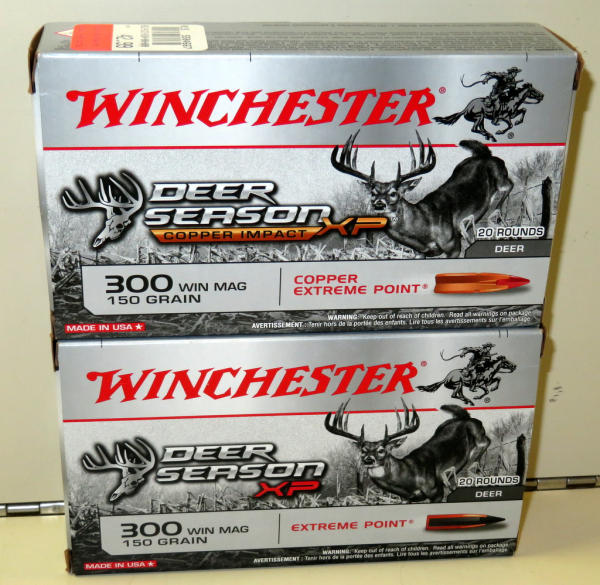 WINCHESTER®
DEER
SEASON XP®
COPPER IMPACT
20 ROUNDS
DEER
300 WIN MAG
150 GRAIN
COPPER
EXTREME POINT®
WARNING: Keep out of reach of children. Read all warnings on package.
AVERTISSEMENT: Tenir hors de la portée des enfants. Lire tous les avertissements sur l'emballage.
MADE IN USA
WINCHESTER®
DEER
SEASON
XP
20 ROUNDS
DEER
300 WIN MAG
150 GRAIN
EXTREME POINT®
WARNING: Keep out of reach of children. Read all warnings on package.
AVERTISSEMENT: Tenir hors de la portée des enfants. Lire tous les avertissements sur l'emballage.
MADE IN USA